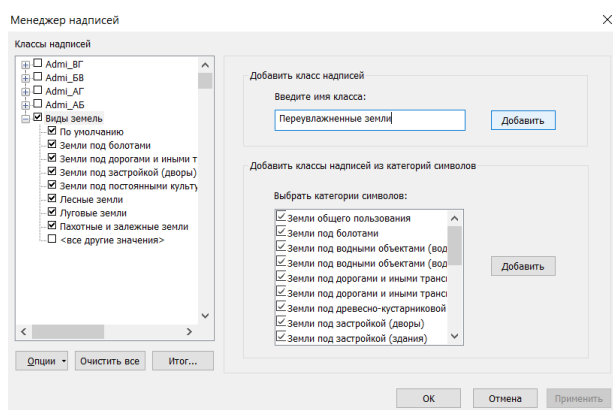 Менеджер надписей
Классы надписей
Admi_ВГ
Admi_БВ
Admi_АГ
Admi_АБ
Виды земель
По умолчанию
Земли под болотами
Земли под дорогами и иными т
Земли под застройкой (дворы)
Земли под постоянными культу
Лесные земли
Луговые земли
Пахотные и залежные земли
<все другие значения>
Опции
Очистить все
Итог...
Добавить класс надписей
Введите имя класса:
Переувлажненные земли
Добавить
Добавить классы надписей из категорий символов
Выбрать категории символов:
Земли общего пользования
Земли под болотами
Земли под водными объектами (вод
Земли под водными объектами (вод
Земли под дорогами и иными трансп
Земли под дорогами и иными трансп
Земли под древесно-кустарниковой
Земли под застройкой (дворы)
Земли под застройкой (здания)
Добавить
ОК
Отмена
Применить